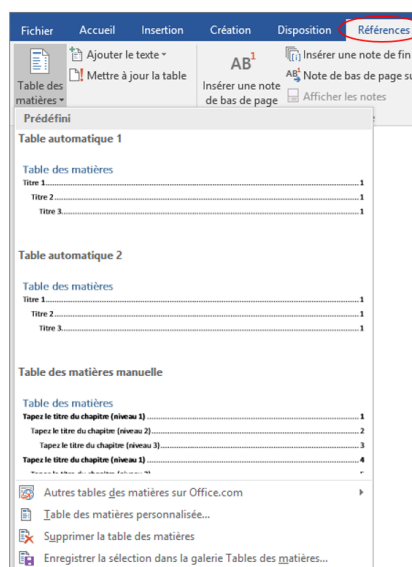 Fichier Accueil Insertion Création Disposition Références
Ajouter le texte
Mettre à jour la table
Table des
matières
AB¹
Insérer une note
de bas de page
Insérer une note de fin
Note de bas de page su
Afficher les notes
Prédéfini
Table automatique 1
Table des matières
Titre 1...1
Titre 2...1
Titre 3...1
Table automatique 2
Table des matières
Titre 1...1
Titre 2...1
Titre 3...1
Table des matières manuelle
Table des matières
Tapez le titre du chapitre (niveau 1)...1
Tapez le titre du chapitre (niveau 2)...2
Tapez le titre du chapitre (niveau 3)...3
Tapez le titre du chapitre (niveau 1)...4
Autres tables des matières sur Office.com
Table des matières personnalisée...
Supprimer la table des matières
Enregistrer la sélection dans la galerie Tables des matières...